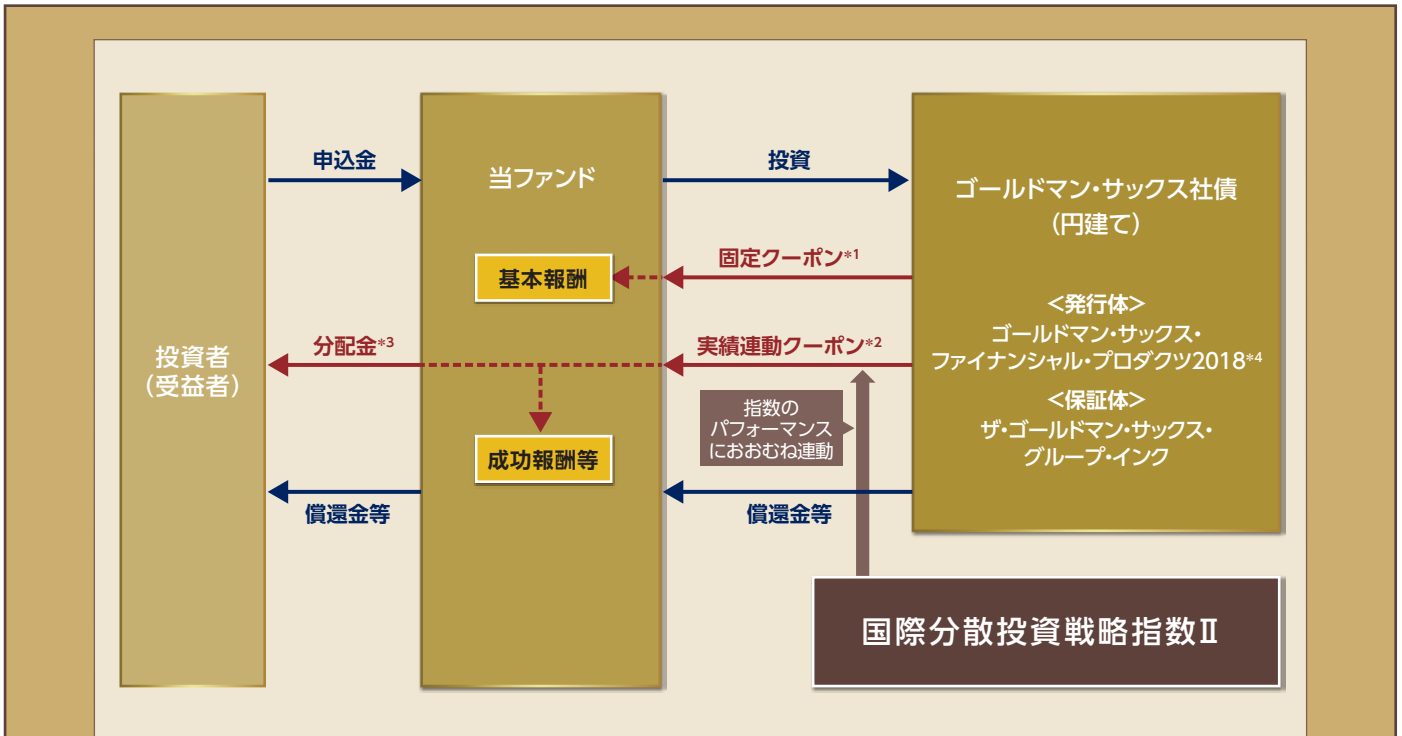 申込金
投資
当ファンド
ゴールドマン・サックス社債
（円建て）
固定クーポン*1
基本報酬
<発行体>
ゴールドマン・サックス・
ファイナンシャル・プロダクツ2018*4
投資者
（受益者）
分配金*3
実績連動クーポン*2
<保証体>
ザ・ゴールドマン・サックス・
グループ・インク
指数の
パフォーマンス
におおむね連動
成功報酬等
償還金等
償還金等
国際分散投資戦略指数Ⅱ